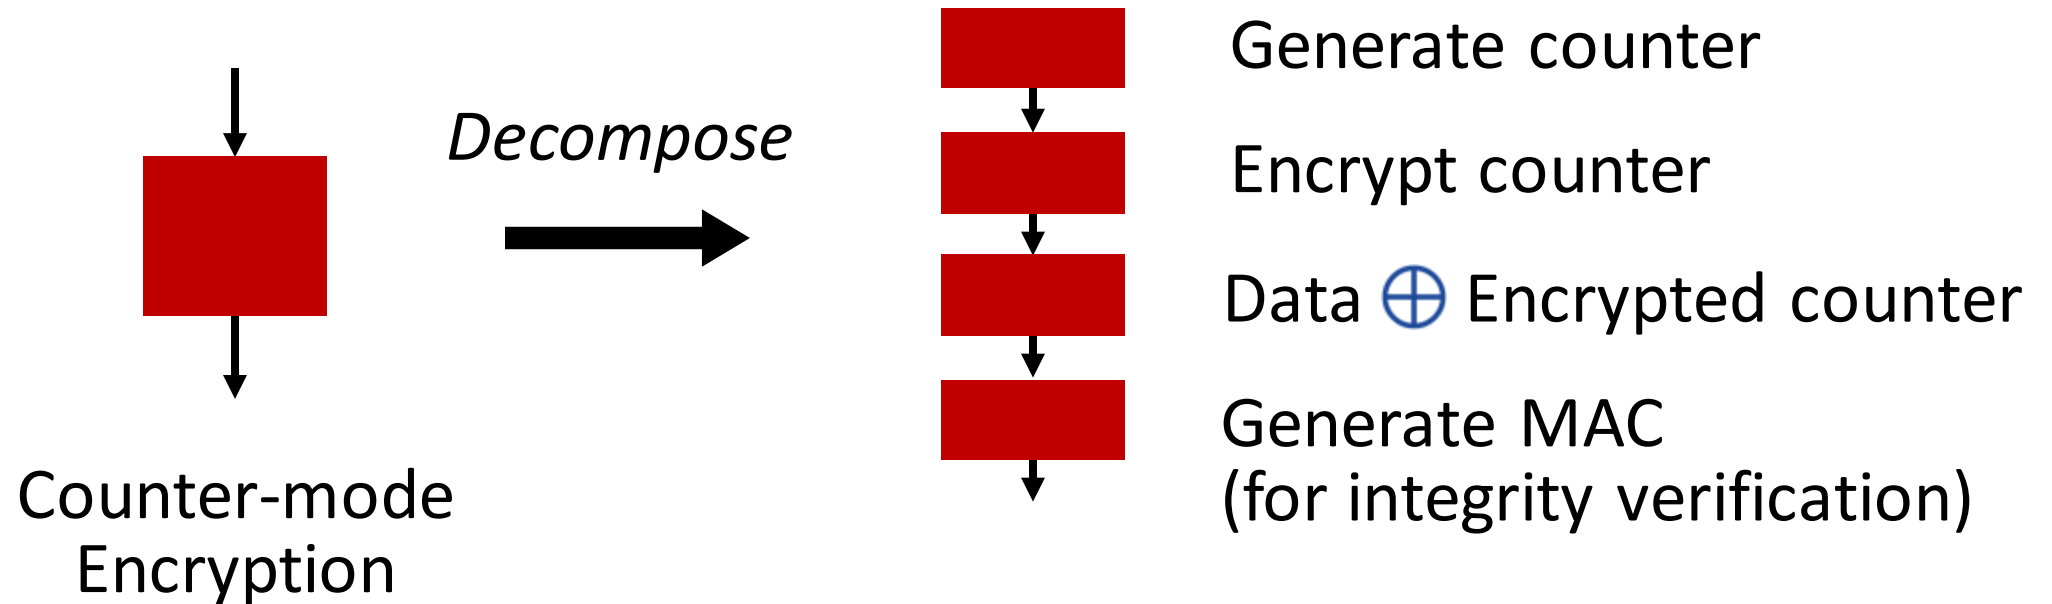 Counter-mode
Encryption
Decompose
Generate counter
Encrypt counter
Data ⊕ Encrypted counter
Generate MAC
(for integrity verification)